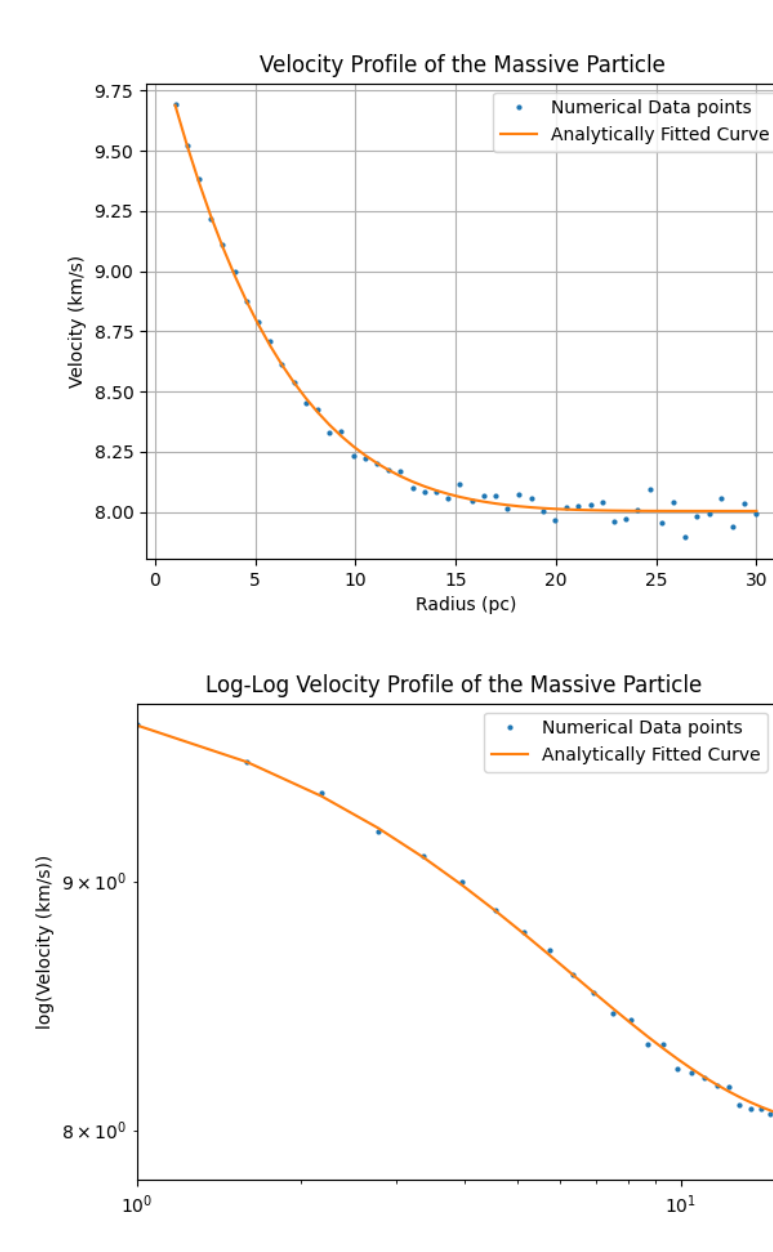 Velocity Profile of the Massive Particle
Numerical Data points
Analytically Fitted Curve
Velocity (km/s)
9.75
9.50
9.25
9.00
8.75
8.50
8.25
8.00
0 5 10 15 20 25 30
Radius (pc)
Log-Log Velocity Profile of the Massive Particle
Numerical Data points
Analytically Fitted Curve
log(Velocity (km/s))
9 × 10⁰
8 × 10⁰
10⁰ 10¹